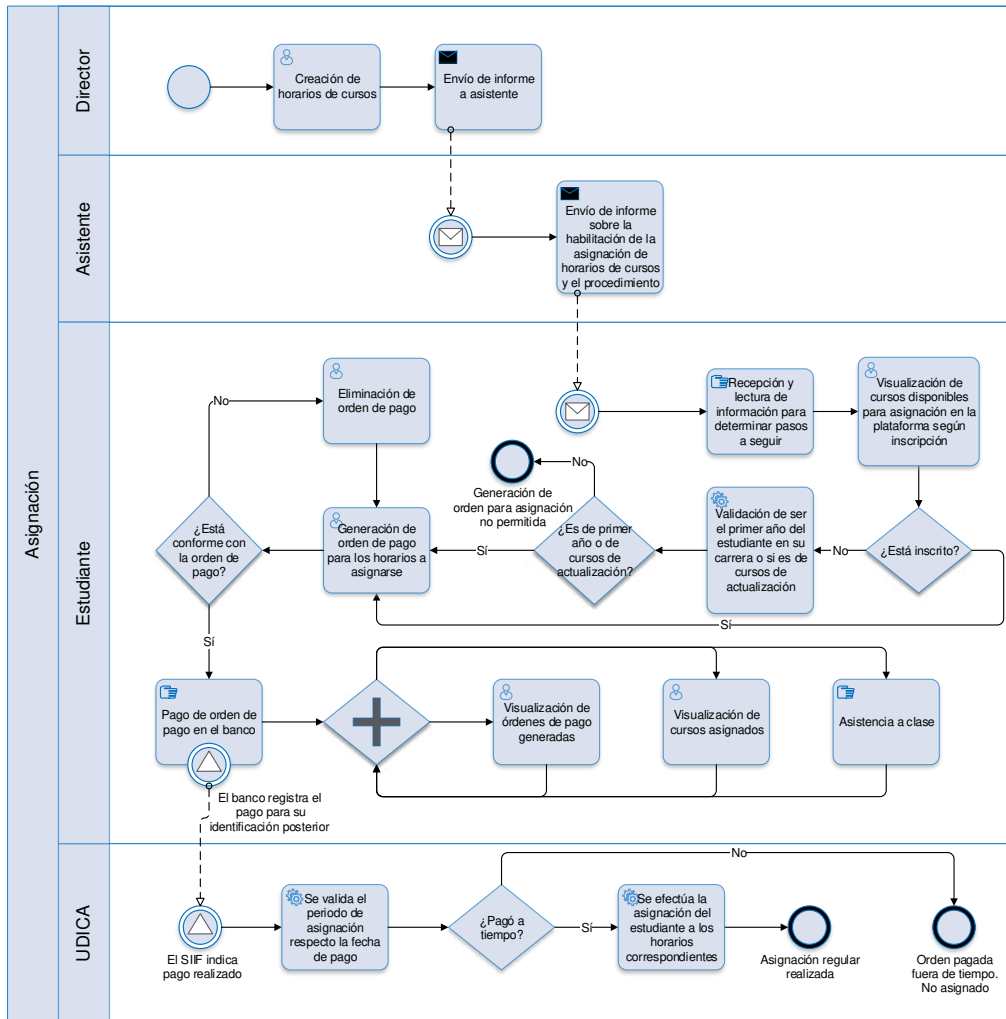 Asignación
Director
Creación de
horarios de cursos
Envío de informe
a asistente
Asistente
Envío de informe
sobre la
habilitación de la
asignación de
horarios de cursos
y el procedimiento
Estudiante
Eliminación de
orden de pago
No
Recepción y
lectura de
información para
determinar pasos
a seguir
Visualización de
cursos disponibles
para asignación en la
plataforma según
inscripción
No
Generación de
orden para asignación
no permitida
¿Está
conforme con
la orden de
pago?
Generación de
orden de pago
para los horarios a
asignarse
Sí
¿Es de primer
año o de
cursos de
actualización?
Validación de ser
el primer año del
estudiante en su
carrera o si es de
cursos de
actualización
No
¿Está inscrito?
Sí
Sí
Pago de orden de
pago en el banco
Visualización de
órdenes de pago
generadas
Visualización de
cursos asignados
Asistencia a clase
El banco registra el
pago para su
identificación posterior
UDICA
No
El SIIF indica
pago realizado
Se valida el
periodo de
asignación
respecto la fecha
de pago
¿Pagó a
tiempo?
Sí
Se efectúa la
asignación del
estudiante a los
horarios
correspondientes
Asignación regular
realizada
Orden pagada
fuera de tiempo.
No asignado